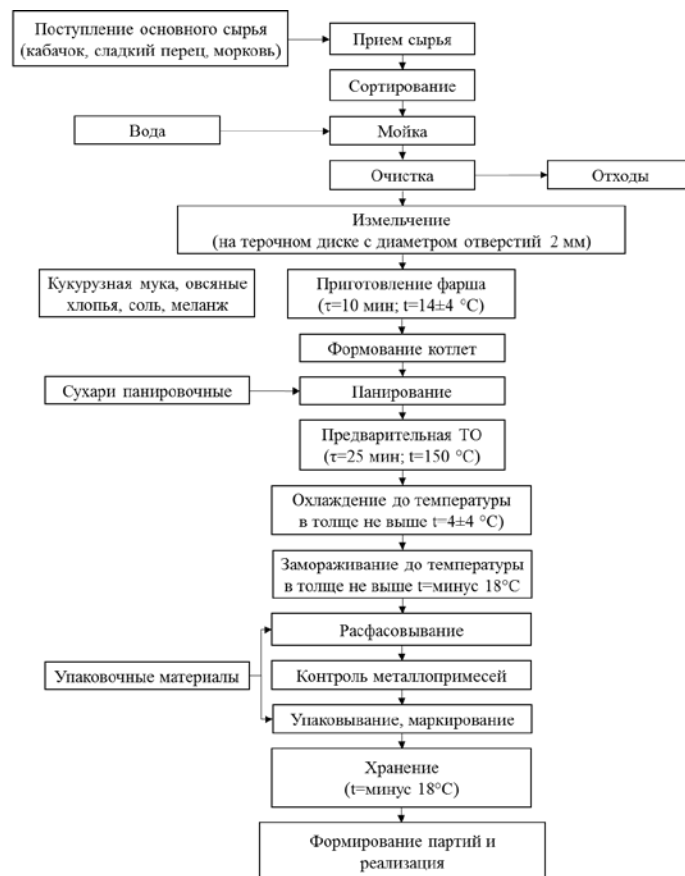 Поступление основного сырья
(кабачок, сладкий перец, морковь)
Прием сырья
Сортирование
Вода
Мойка
Очистка
Отходы
Измельчение
(на терочном диске с диаметром отверстий 2 мм)
Кукурузная мука, овсяные
хлопья, соль, меланж
Приготовление фарша
(τ=10 мин; t=14±4 °С)
Формование котлет
Сухари панировочные
Панирование
Предварительная ТО
(τ=25 мин; t=150 °С)
Охлаждение до температуры
в толще не выше t=4±4 °С)
Замораживание до температуры
в толще не выше t=минус 18°С
Расфасовывание
Упаковочные материалы
Контроль металлопримесей
Упаковывание, маркирование
Хранение
(t=минус 18°С)
Формирование партий и
реализация